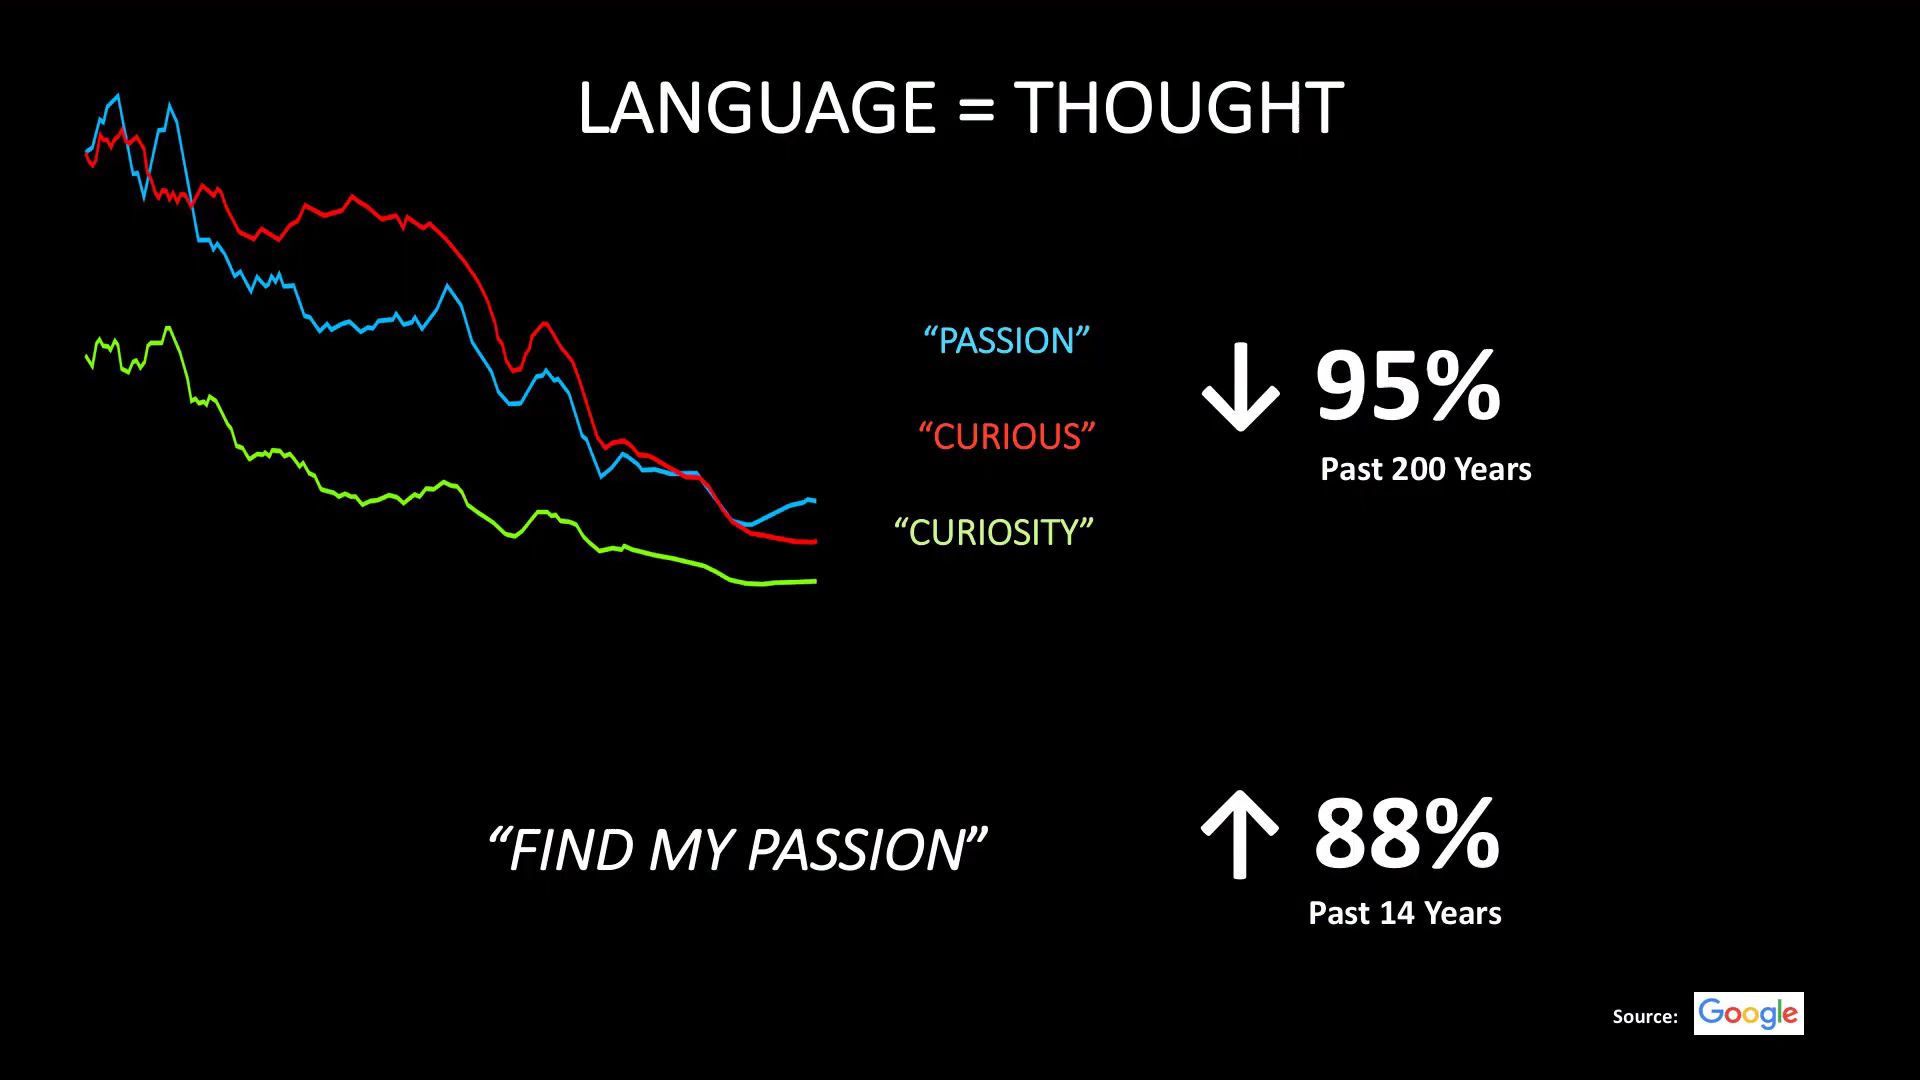 LANGUAGE = THOUGHT
“PASSION”
“CURIOUS”
“CURIOSITY”
↓ 95%
Past 200 Years
“FIND MY PASSION”
↑ 88%
Past 14 Years
Source: Google